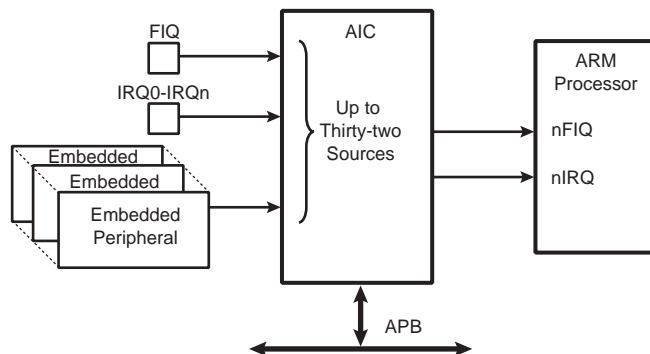 FIQ
IRQ0-IRQn
Embedded
Embedded
Embedded
Peripheral
AIC
Up to
Thirty-two
Sources
ARM
Processor
nFIQ
nIRQ
APB